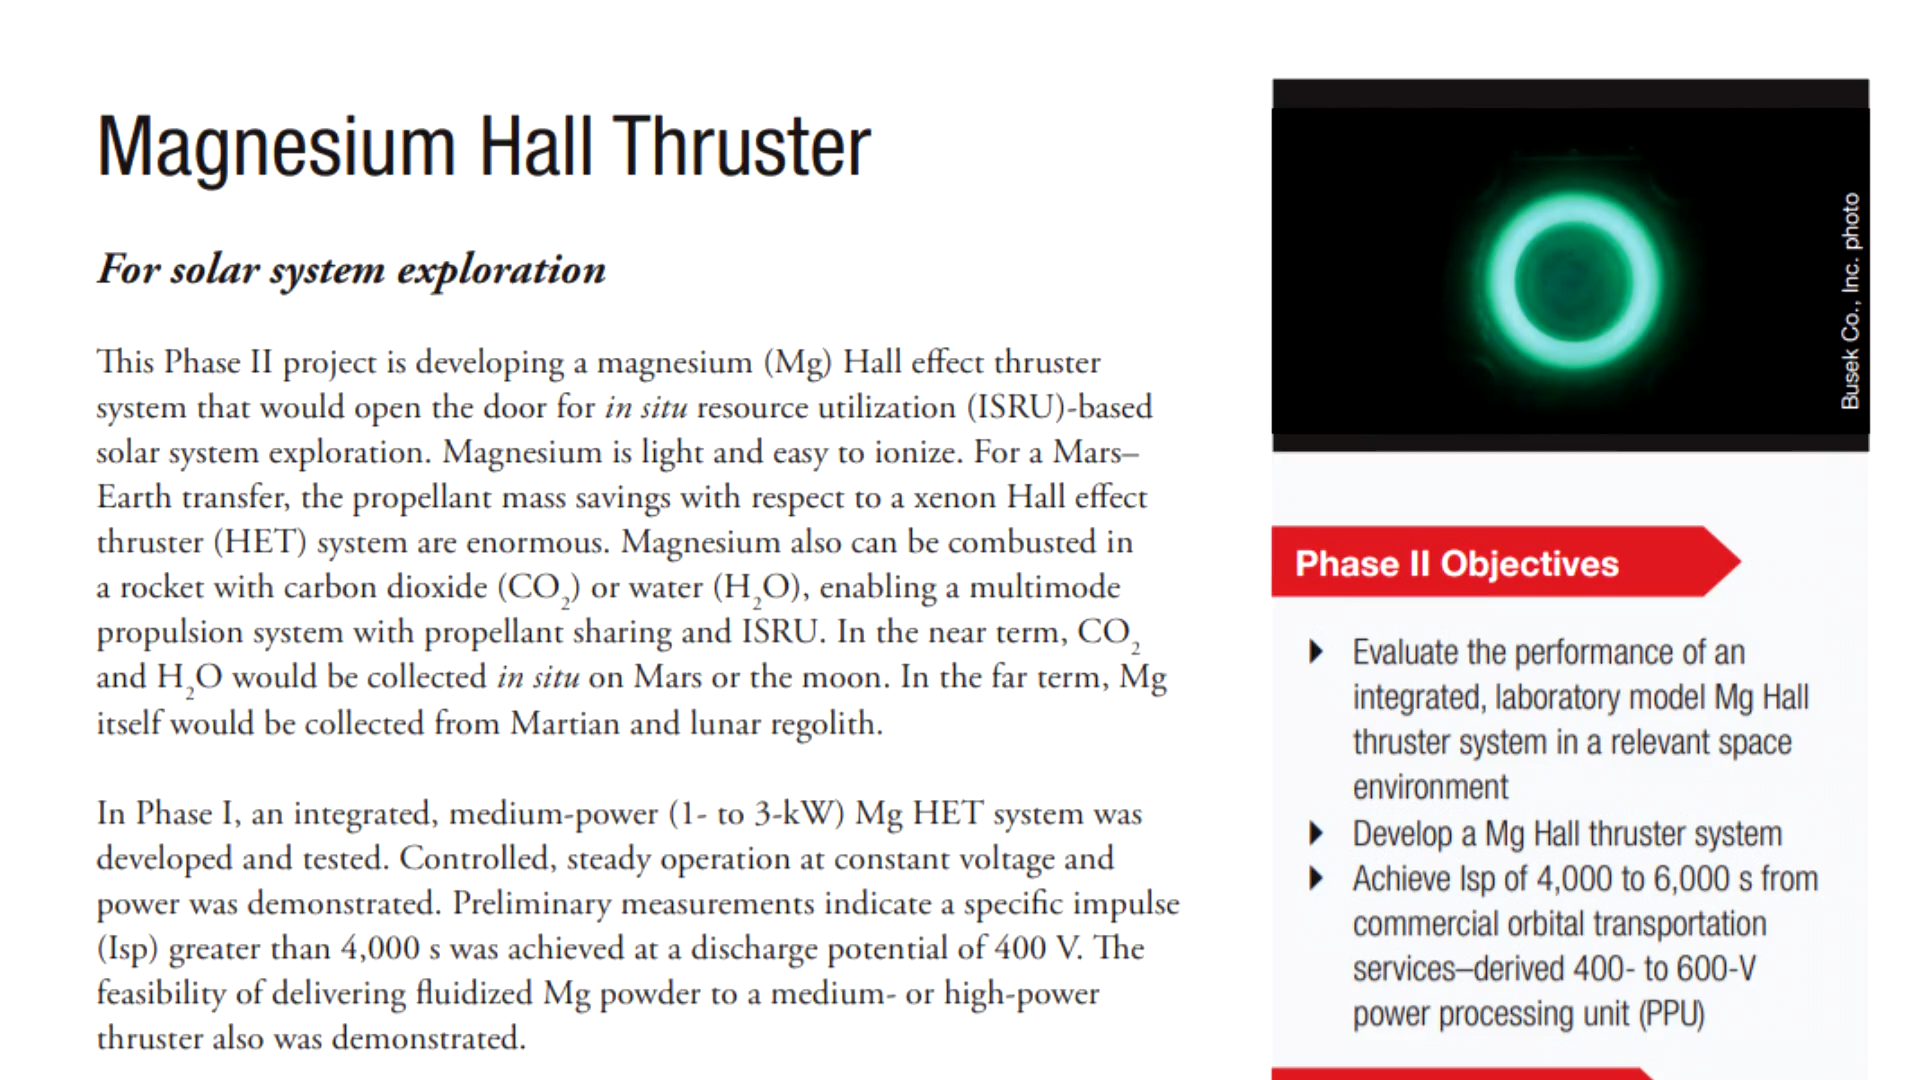 Magnesium Hall Thruster
For solar system exploration
This Phase II project is developing a magnesium (Mg) Hall effect thruster
system that would open the door for in situ resource utilization (ISRU)-based
solar system exploration. Magnesium is light and easy to ionize. For a Mars–
Earth transfer, the propellant mass savings with respect to a xenon Hall effect
thruster (HET) system are enormous. Magnesium also can be combusted in
a rocket with carbon dioxide (CO₂) or water (H₂O), enabling a multimode
propulsion system with propellant sharing and ISRU. In the near term, CO₂
and H₂O would be collected in situ on Mars or the moon. In the far term, Mg
itself would be collected from Martian and lunar regolith.
In Phase I, an integrated, medium-power (1- to 3-kW) Mg HET system was
developed and tested. Controlled, steady operation at constant voltage and
power was demonstrated. Preliminary measurements indicate a specific impulse
(Isp) greater than 4,000 s was achieved at a discharge potential of 400 V. The
feasibility of delivering fluidized Mg powder to a medium- or high-power
thruster also was demonstrated.
Busek Co., Inc. photo
Phase II Objectives
Evaluate the performance of an
integrated, laboratory model Mg Hall
thruster system in a relevant space
environment
Develop a Mg Hall thruster system
Achieve Isp of 4,000 to 6,000 s from
commercial orbital transportation
services–derived 400- to 600-V
power processing unit (PPU)